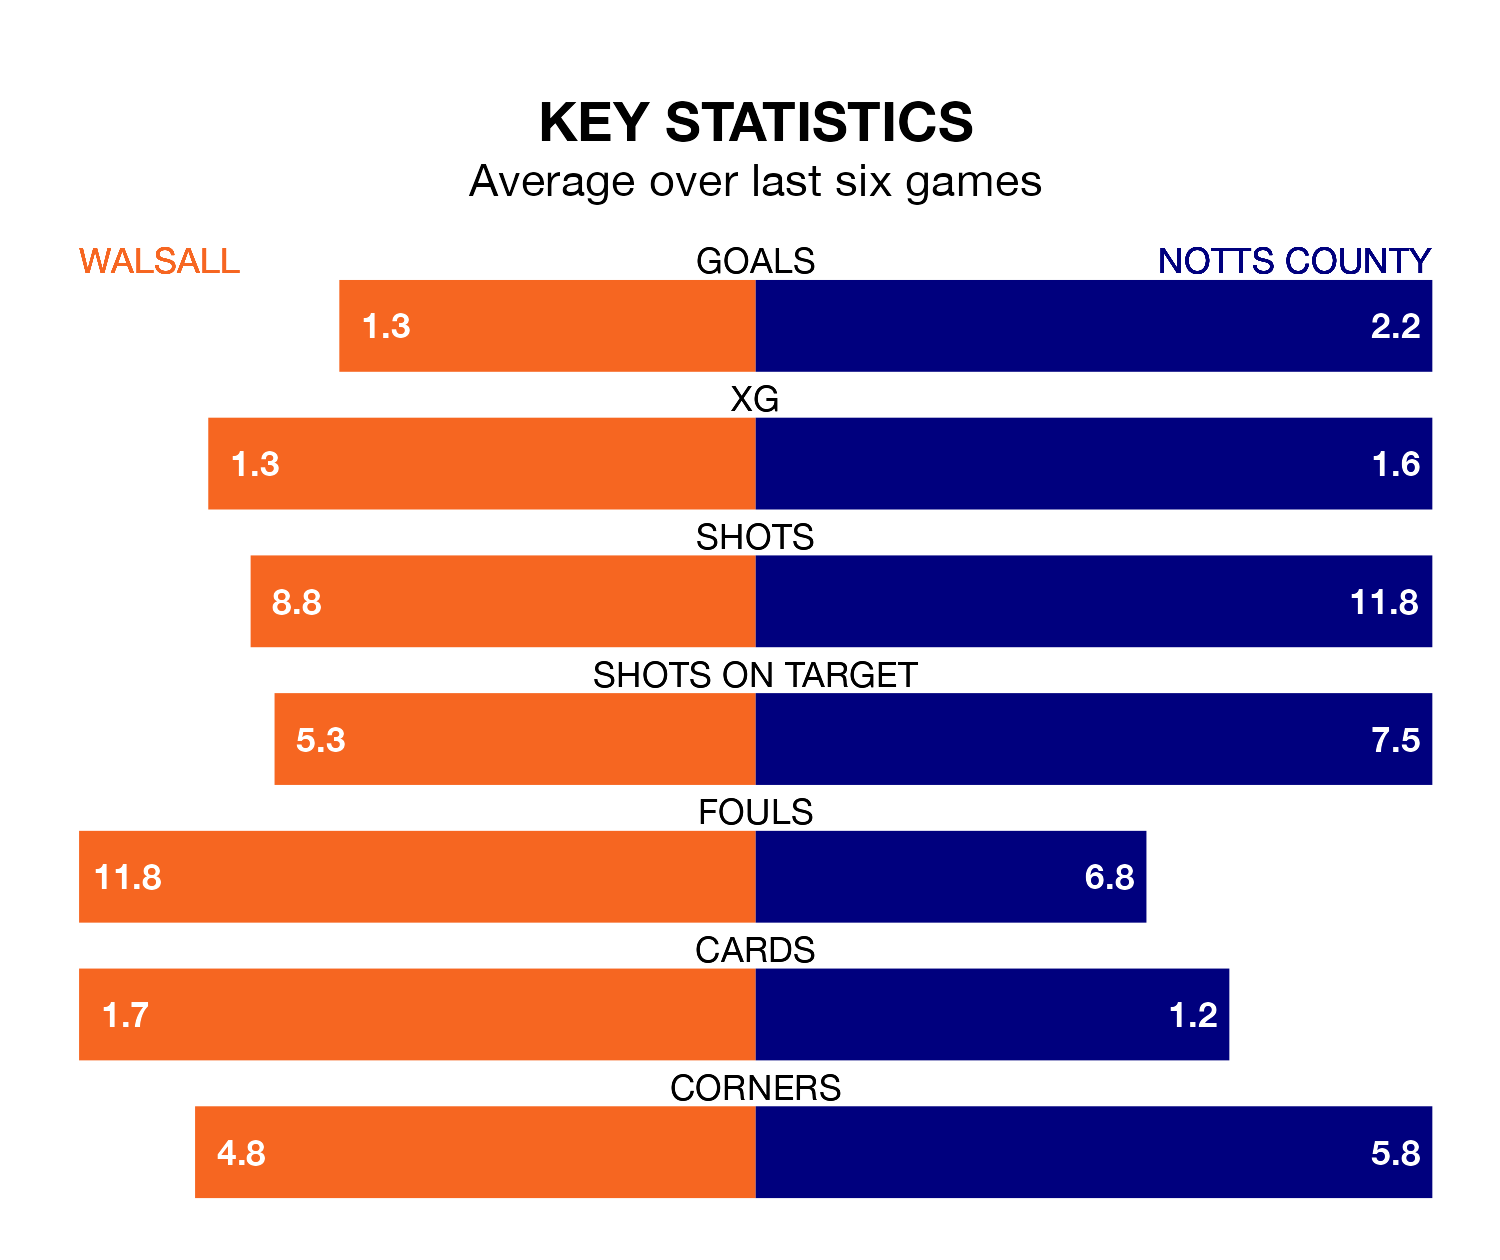 KEY STATISTICS
Average over last six games
WALSALL GOALS NOTTS COUNTY
1.3 2.2
XG
1.3 1.6
SHOTS
8.8 11.8
SHOTS ON TARGET
5.3 7.5
FOULS
11.8 6.8
CARDS
1.7 1.2
CORNERS
4.8 5.8